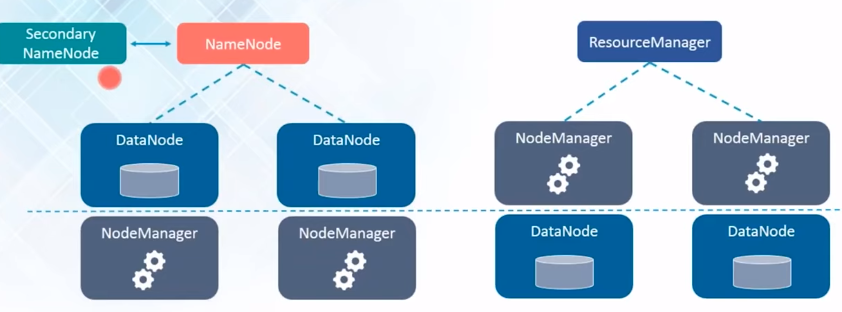 Secondary
NameNode
NameNode
ResourceManager
DataNode
DataNode
NodeManager
NodeManager
NodeManager
NodeManager
DataNode
DataNode